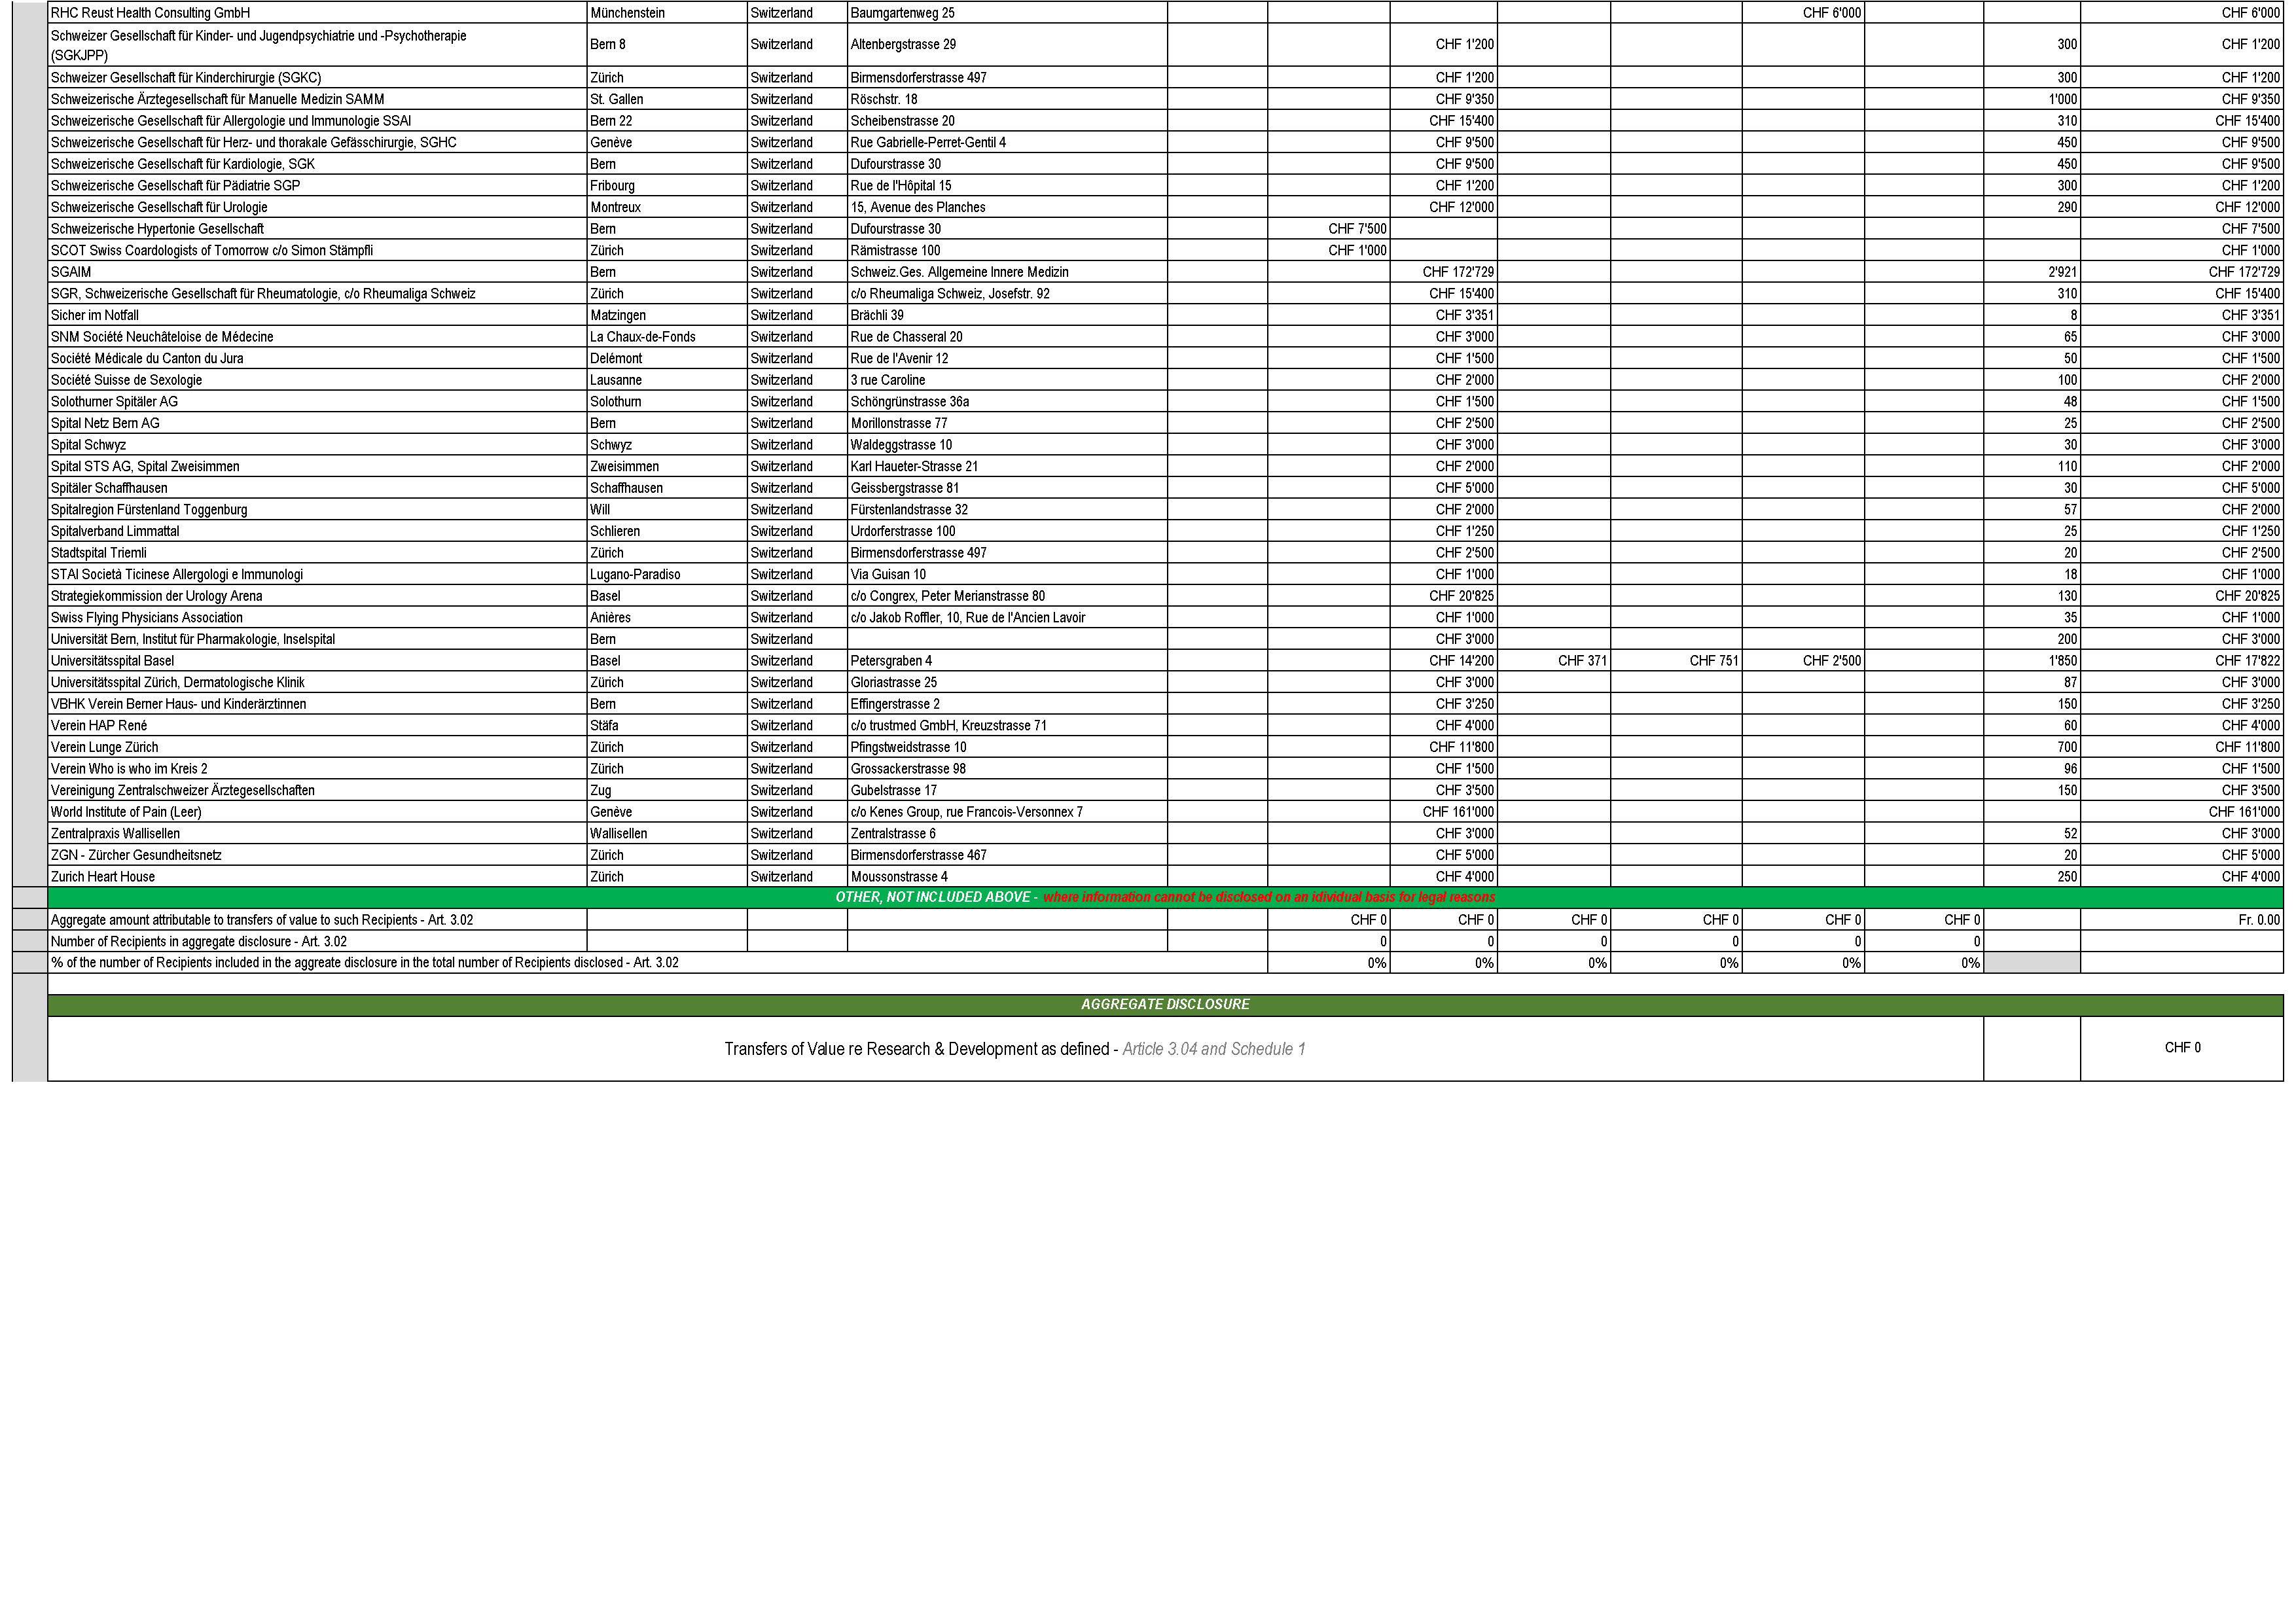 RHC Reust Health Consulting GmbH Münchenstein Switzerland Baumgartenweg 25 CHF 6'000 CHF 6'000
Schweizer Gesellschaft für Kinder- und Jugendpsychiatrie und -Psychotherapie
(SGKJPP) Bern 8 Switzerland Altenbergstrasse 29 CHF 1'200 300 CHF 1'200
Schweizer Gesellschaft für Kinderchirurgie (SGKC) Zürich Switzerland Birmensdorferstrasse 497 CHF 1'200 300 CHF 1'200
Schweizerische Ärztegesellschaft für Manuelle Medizin SAMM St. Gallen Switzerland Röschstr. 18 CHF 9'350 1'000 CHF 9'350
Schweizerische Gesellschaft für Allergologie und Immunologie SSAI Bern 22 Switzerland Scheibenstrasse 20 CHF 15'400 310 CHF 15'400
Schweizerische Gesellschaft für Herz- und thorakale Gefässchirurgie, SGHC Genève Switzerland Rue Gabrielle-Perret-Gentil 4 CHF 9'500 450 CHF 9'500
Schweizerische Gesellschaft für Kardiologie, SGK Bern Switzerland Dufourstrasse 30 CHF 9'500 450 CHF 9'500
Schweizerische Gesellschaft für Pädiatrie SGP Fribourg Switzerland Rue de l'Hôpital 15 CHF 1'200 300 CHF 1'200
Schweizerische Gesellschaft für Urologie Montreux Switzerland 15, Avenue des Planches CHF 12'000 290 CHF 12'000
Schweizerische Hypertonie Gesellschaft Bern Switzerland Dufourstrasse 30 CHF 7'500 CHF 7'500
SCOT Swiss Coardologists of Tomorrow c/o Simon Stämpfli Zürich Switzerland Rämistrasse 100 CHF 1'000 CHF 1'000
SGAIM Bern Switzerland Schweiz.Ges. Allgemeine Innere Medizin CHF 172'729 2'921 CHF 172'729
SGR, Schweizerische Gesellschaft für Rheumatologie, c/o Rheumaliga Schweiz Zürich Switzerland c/o Rheumaliga Schweiz, Josefstr. 92 CHF 15'400 310 CHF 15'400
Sicher im Notfall Matzingen Switzerland Brächli 39 CHF 3'351 8 CHF 3'351
SNM Société Neuchâteloise de Médecine La Chaux-de-Fonds Switzerland Rue de Chasseral 20 CHF 3'000 65 CHF 3'000
Société Médicale du Canton du Jura Delémont Switzerland Rue de l'Avenir 12 CHF 1'500 50 CHF 1'500
Société Suisse de Sexologie Lausanne Switzerland 3 rue Caroline CHF 2'000 100 CHF 2'000
Solothurner Spitäler AG Solothurn Switzerland Schöngrünstrasse 36a CHF 1'500 48 CHF 1'500
Spital Netz Bern AG Bern Switzerland Morillonstrasse 77 CHF 2'500 25 CHF 2'500
Spital Schwyz Schwyz Switzerland Waldeggstrasse 10 CHF 3'000 30 CHF 3'000
Spital STS AG, Spital Zweisimmen Zweisimmen Switzerland Karl Haueter-Strasse 21 CHF 2'000 110 CHF 2'000
Spitäler Schaffhausen Schaffhausen Switzerland Geissbergstrasse 81 CHF 5'000 30 CHF 5'000
Spitalregion Fürstenland Toggenburg Will Switzerland Fürstenlandstrasse 32 CHF 2'000 57 CHF 2'000
Spitalverband Limmattal Schlieren Switzerland Urdorferstrasse 100 CHF 1'250 25 CHF 1'250
Stadtspital Triemli Zürich Switzerland Birmensdorferstrasse 497 CHF 2'500 20 CHF 2'500
STAI Società Ticinese Allergologi e Immunologi Lugano-Paradiso Switzerland Via Guisan 10 CHF 1'000 18 CHF 1'000
Strategiekommission der Urology Arena Basel Switzerland c/o Congrex, Peter Merianstrasse 80 CHF 20'825 130 CHF 20'825
Swiss Flying Physicians Association Anières Switzerland c/o Jakob Roffler, 10, Rue de l'Ancien Lavoir CHF 1'000 35 CHF 1'000
Universität Bern, Institut für Pharmakologie, Inselspital Bern Switzerland CHF 3'000 200 CHF 3'000
Universitätsspital Basel Basel Switzerland Petersgraben 4 CHF 14'200 CHF 371 CHF 751 CHF 2'500 1'850 CHF 17'822
Universitätsspital Zürich, Dermatologische Klinik Zürich Switzerland Gloriastrasse 25 CHF 3'000 87 CHF 3'000
VBHK Verein Berner Haus- und Kinderärztinnen Bern Switzerland Effingerstrasse 2 CHF 3'250 150 CHF 3'250
Verein HAP René Stäfa Switzerland c/o trustmed GmbH, Kreuzstrasse 71 CHF 4'000 60 CHF 4'000
Verein Lunge Zürich Zürich Switzerland Pfingstweidstrasse 10 CHF 11'800 700 CHF 11'800
Verein Who is who im Kreis 2 Zürich Switzerland Grossackerstrasse 98 CHF 1'500 96 CHF 1'500
Vereinigung Zentralschweizer Ärztegesellschaften Zug Switzerland Gubelstrasse 17 CHF 3'500 150 CHF 3'500
World Institute of Pain (Leer) Genève Switzerland c/o Kenes Group, rue Francois-Versonnex 7 CHF 161'000 CHF 161'000
Zentralpraxis Wallisellen Wallisellen Switzerland Zentralstrasse 6 CHF 3'000 52 CHF 3'000
ZGN - Zürcher Gesundheitsnetz Zürich Switzerland Birmensdorferstrasse 467 CHF 5'000 20 CHF 5'000
Zurich Heart House Zürich Switzerland Moussonstrasse 4 CHF 4'000 250 CHF 4'000
OTHER, NOT INCLUDED ABOVE - where information cannot be disclosed on an idividual basis for legal reasons
Aggregate amount attributable to transfers of value to such Recipients - Art. 3.02 CHF 0 CHF 0 CHF 0 CHF 0 CHF 0 CHF 0 Fr. 0.00
Number of Recipients in aggregate disclosure - Art. 3.02 0 0 0 0 0 0
% of the number of Recipients included in the aggreate disclosure in the total number of Recipients disclosed - Art. 3.02 0% 0% 0% 0% 0% 0%
AGGREGATE DISCLOSURE
Transfers of Value re Research & Development as defined - Article 3.04 and Schedule 1 CHF 0